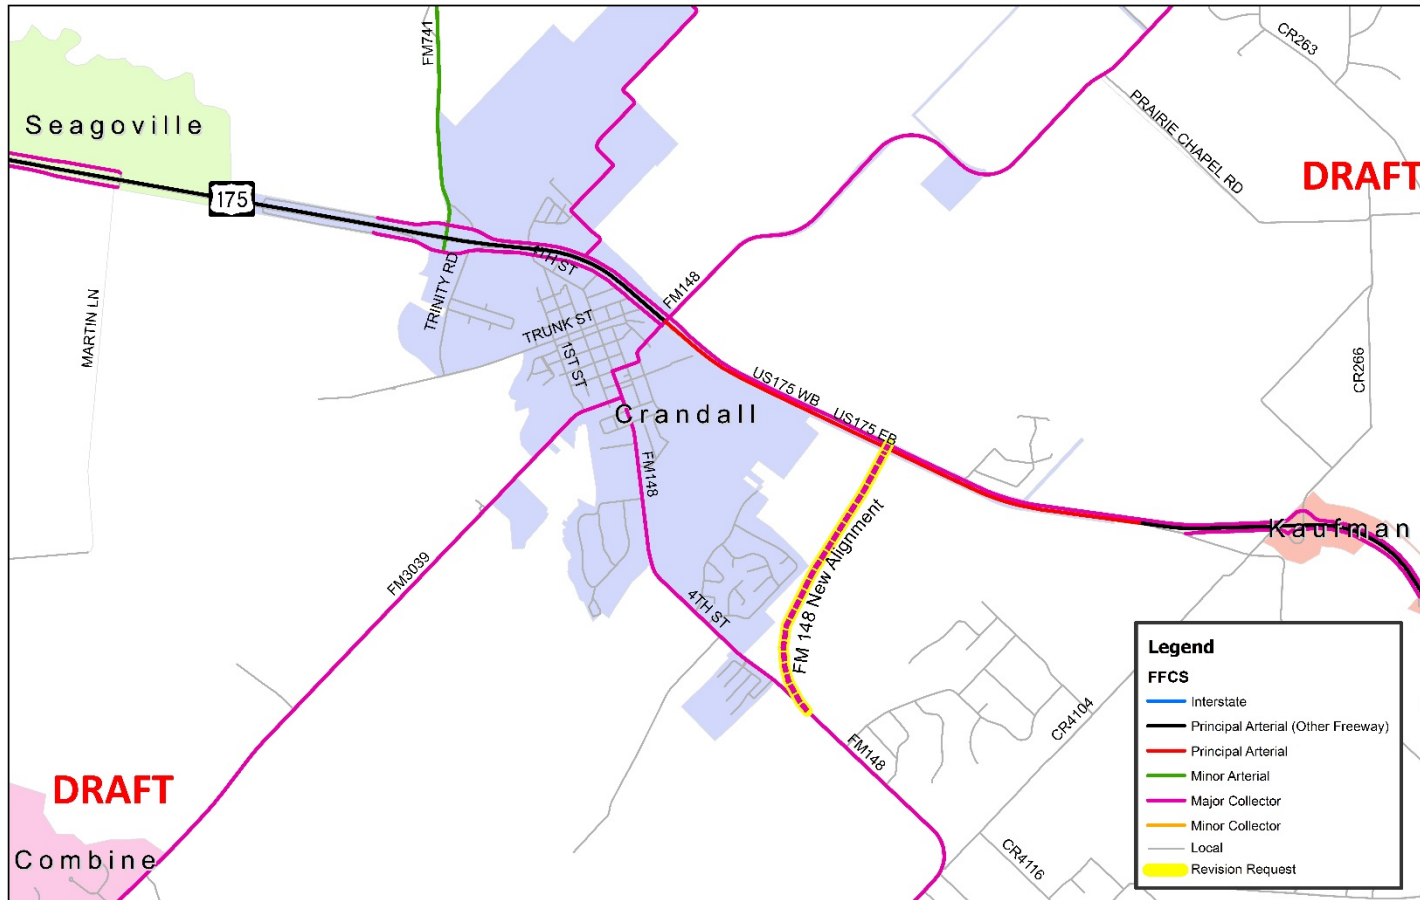 FM741
CR263
Seagoville
PRAIRIE CHAPEL RD
DRAFT
175
4TH ST
TRINITY RD
FM148
MARTIN LN
TRUNK ST
1ST ST
US175 WB
CR266
Crandall
US175 EB
FM148
Kaufman
FM3039
FM 148 New Alignment
4TH ST
CR4104
FM148
DRAFT
Combine
CR4116
Legend
FFCS
Interstate
Principal Arterial (Other Freeway)
Principal Arterial
Minor Arterial
Major Collector
Minor Collector
Local
Revision Request